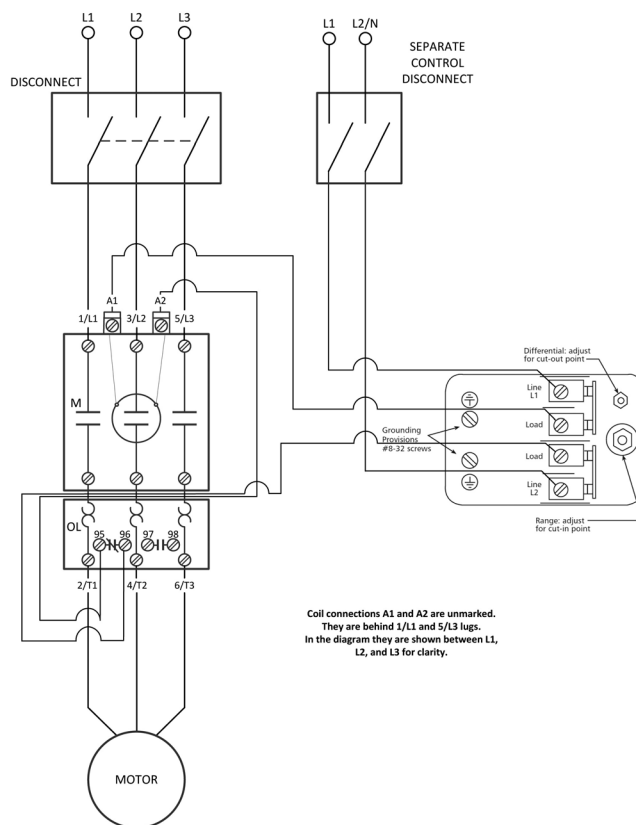 L1 L2 L3
L1 L2/N
SEPARATE
CONTROL
DISCONNECT
DISCONNECT
A1 A2
1/L1 3/L2 5/L3
M
Differential: adjust
for cut-out point
Line
L1
Load
Grounding
Provisions
#8-32 screws
Load
Line
L2
Range: adjust
for cut-in point
OL
95 96 97 98
2/T1 4/T2 6/T3
Coil connections A1 and A2 are unmarked.
They are behind 1/L1 and 5/L3 lugs.
In the diagram they are shown between L1,
L2, and L3 for clarity.
MOTOR